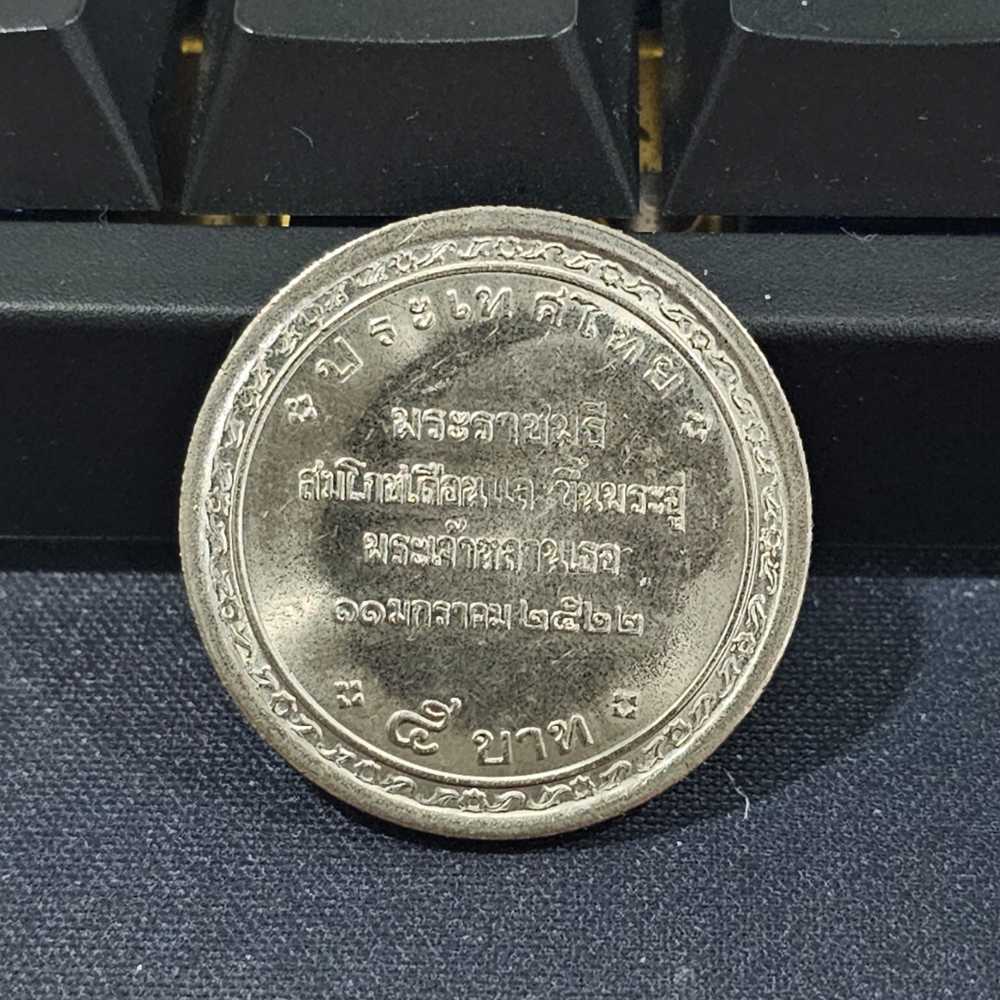 ประเทศไทย
พระราชพิธี
สมโภชเดือนและขึ้นพระอู่
พระเจ้าหลานเธอ
๑๑ มกราคม ๒๕๒๒
๕ บาท